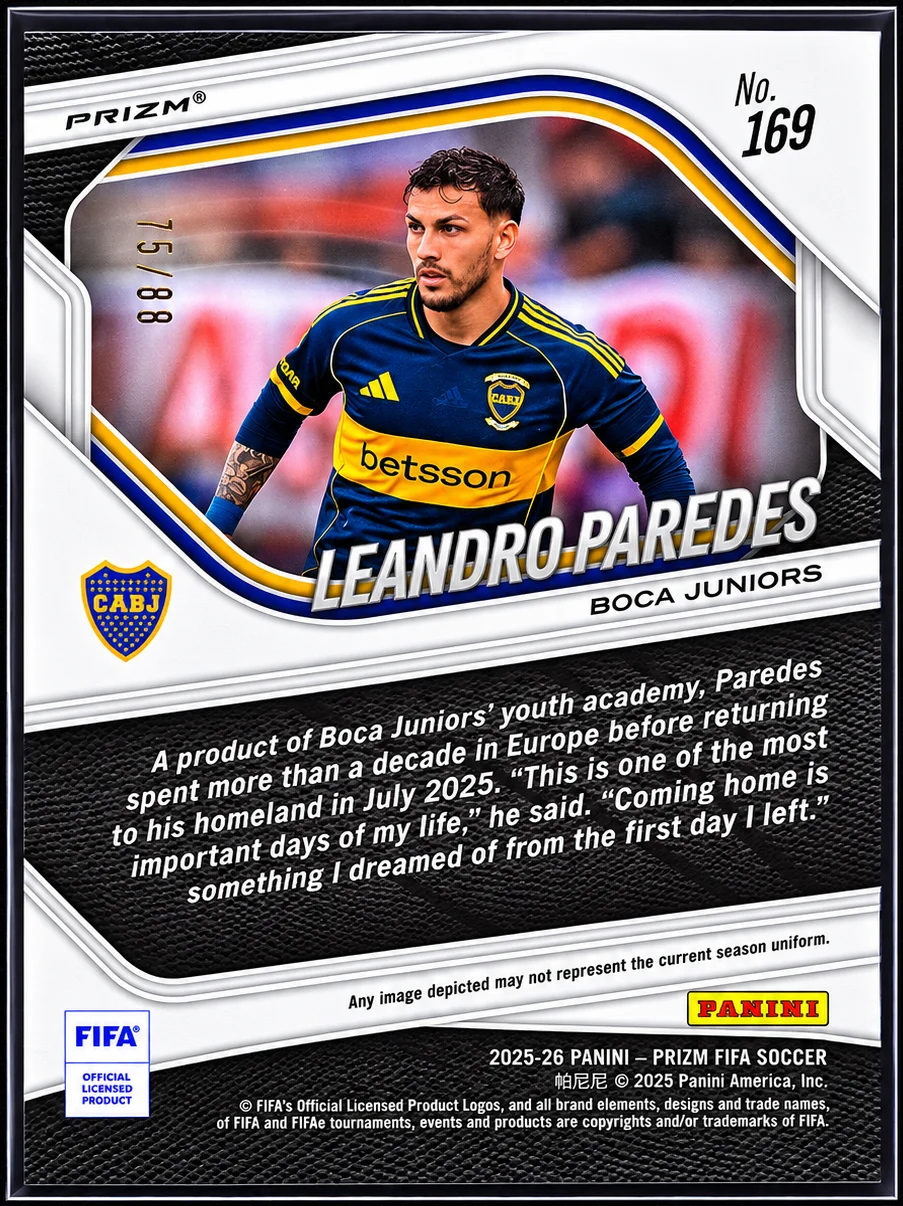 PRIZM®
No.
169
75/88
betsson
CABJ
LEANDRO PAREDES
BOCA JUNIORS
CABJ
A product of Boca Juniors’ youth academy, Paredes
spent more than a decade in Europe before returning
to his homeland in July 2025. “This is one of the most
important days of my life,” he said. “Coming home is
something I dreamed of from the first day I left.”
Any image depicted may not represent the current season uniform.
PANINI
FIFA®
OFFICIAL
LICENSED
PRODUCT
2025-26 PANINI – PRIZM FIFA SOCCER
帕尼尼 © 2025 Panini America, Inc.
© FIFA's Official Licensed Product Logos, and all brand elements, designs and trade names,
of FIFA and FIFAe tournaments, events and products are copyrights and/or trademarks of FIFA.